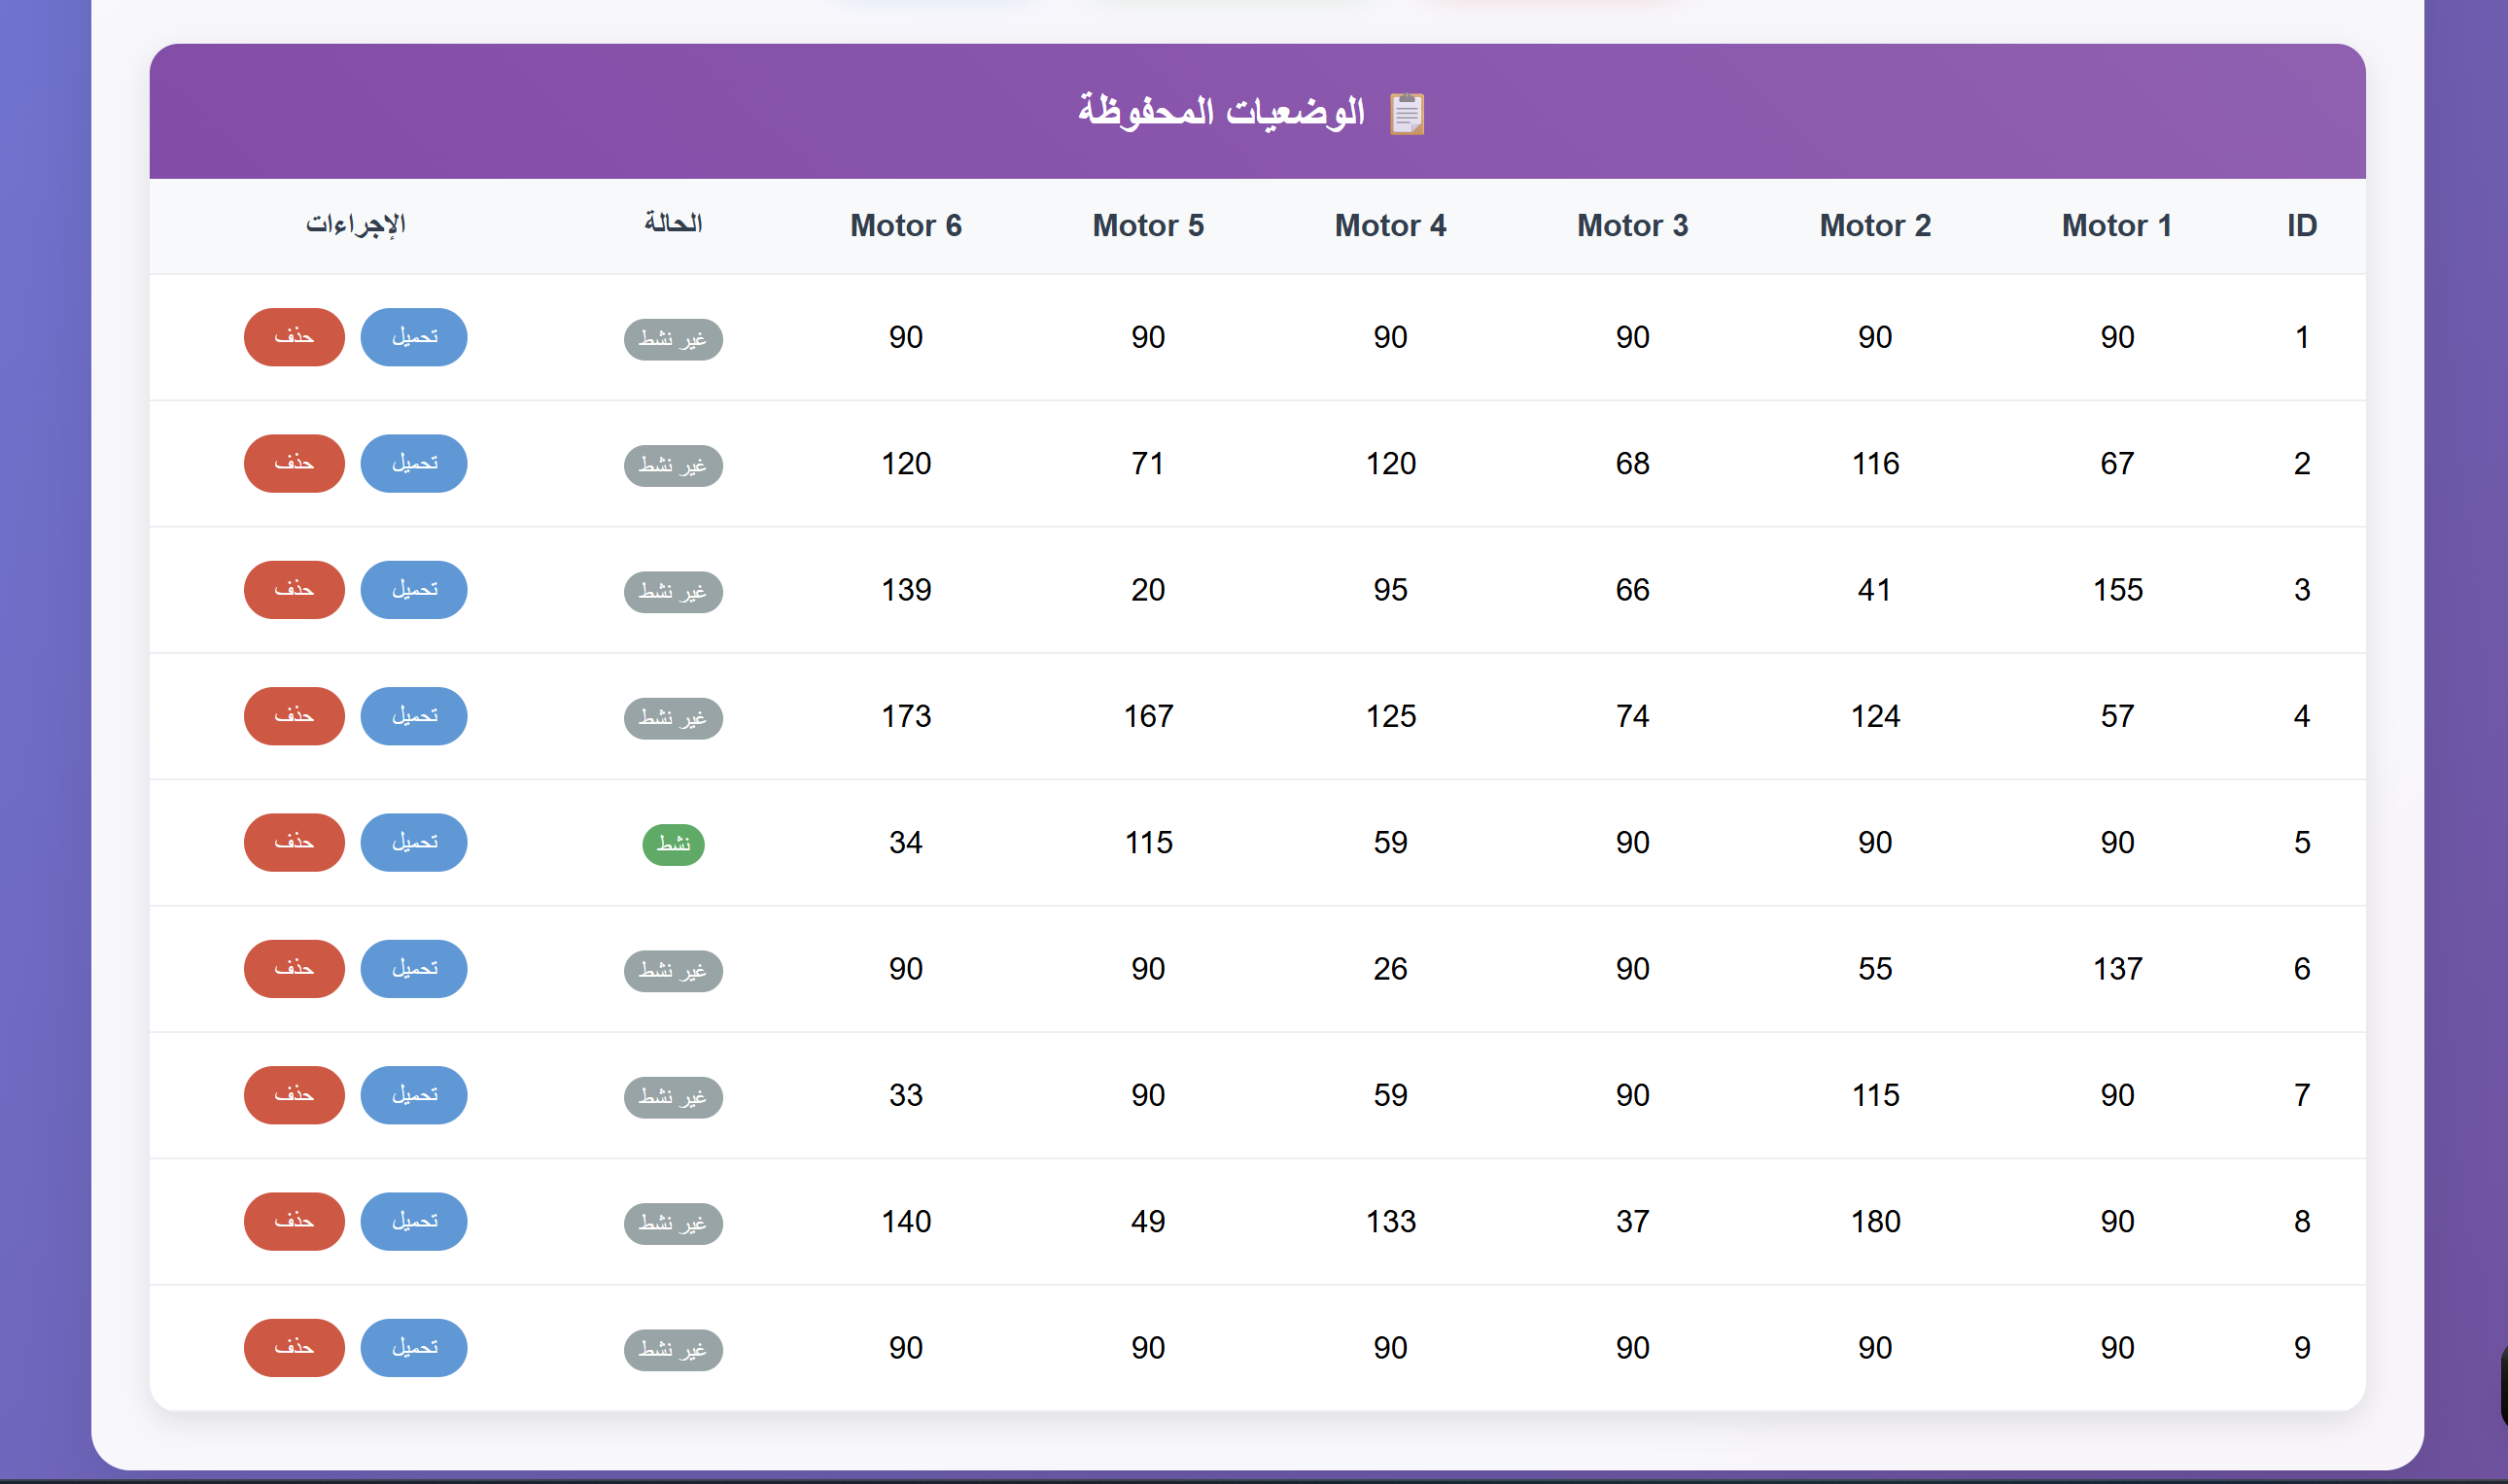 📋 الوضعيات المحفوظة
ID Motor 1 Motor 2 Motor 3 Motor 4 Motor 5 Motor 6 الحالة الإجراءات
1 90 90 90 90 90 90 غير نشط تحميل حذف
2 67 116 68 120 71 120 غير نشط تحميل حذف
3 155 41 66 95 20 139 غير نشط تحميل حذف
4 57 124 74 125 167 173 غير نشط تحميل حذف
5 90 90 90 59 115 34 نشط تحميل حذف
6 137 55 90 26 90 90 غير نشط تحميل حذف
7 90 115 90 59 90 33 غير نشط تحميل حذف
8 90 180 37 133 49 140 غير نشط تحميل حذف
9 90 90 90 90 90 90 غير نشط تحميل حذف